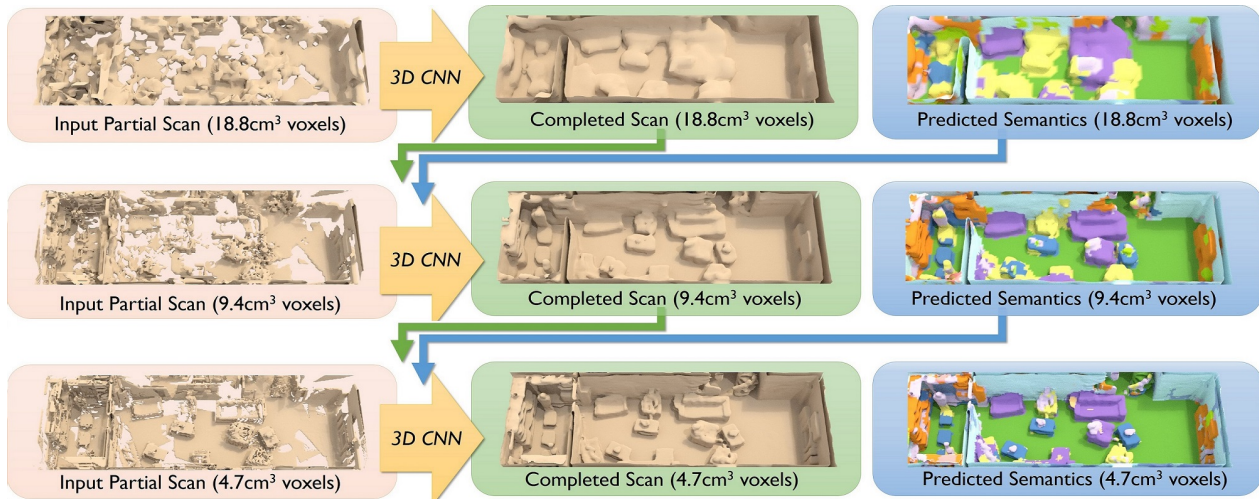 3D CNN
Input Partial Scan (18.8cm³ voxels)
Completed Scan (18.8cm³ voxels)
Predicted Semantics (18.8cm³ voxels)
3D CNN
Input Partial Scan (9.4cm³ voxels)
Completed Scan (9.4cm³ voxels)
Predicted Semantics (9.4cm³ voxels)
3D CNN
Input Partial Scan (4.7cm³ voxels)
Completed Scan (4.7cm³ voxels)
Predicted Semantics (4.7cm³ voxels)